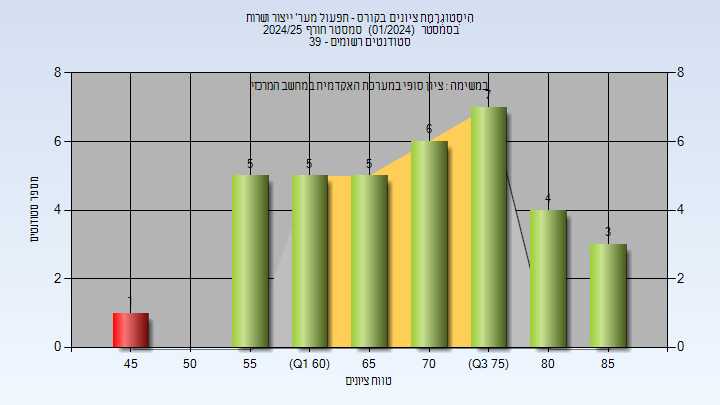 היסטוגרמת ציונים בקורס - תפעול מער' ייצור ושרות
בסמסטר (01/2024) סמסטר חורף 2024/25
סטודנטים רשומים - 39
במשימה : ציון סופי במערכת האקדמית במחשב המרכזי
8 8
6 6
4 4
2 2
0 0
מספר סטודנטים
1 5 5 5 6 7 4 3
45 50 55 (Q1 60) 65 70 (Q3 75) 80 85
טווח ציונים